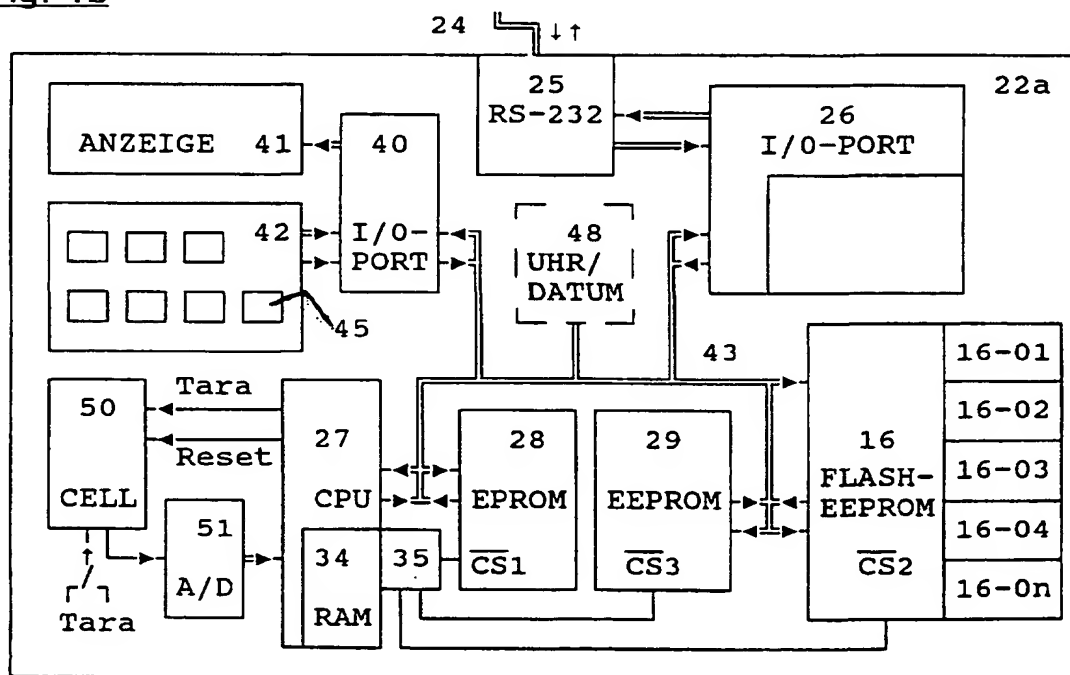 24 ↓↑
22a
25
RS-232
26
I/O-PORT
ANZEIGE 41
40
I/O-
PORT
42
45
48
UHR/
DATUM
43
50
CELL
Tara
Reset
Tara
51
A/D
27
CPU
34
RAM
35
28
EPROM
CS1
29
EEPROM
CS3
16
FLASH-
EEPROM
CS2
16-01
16-02
16-03
16-04
16-0n